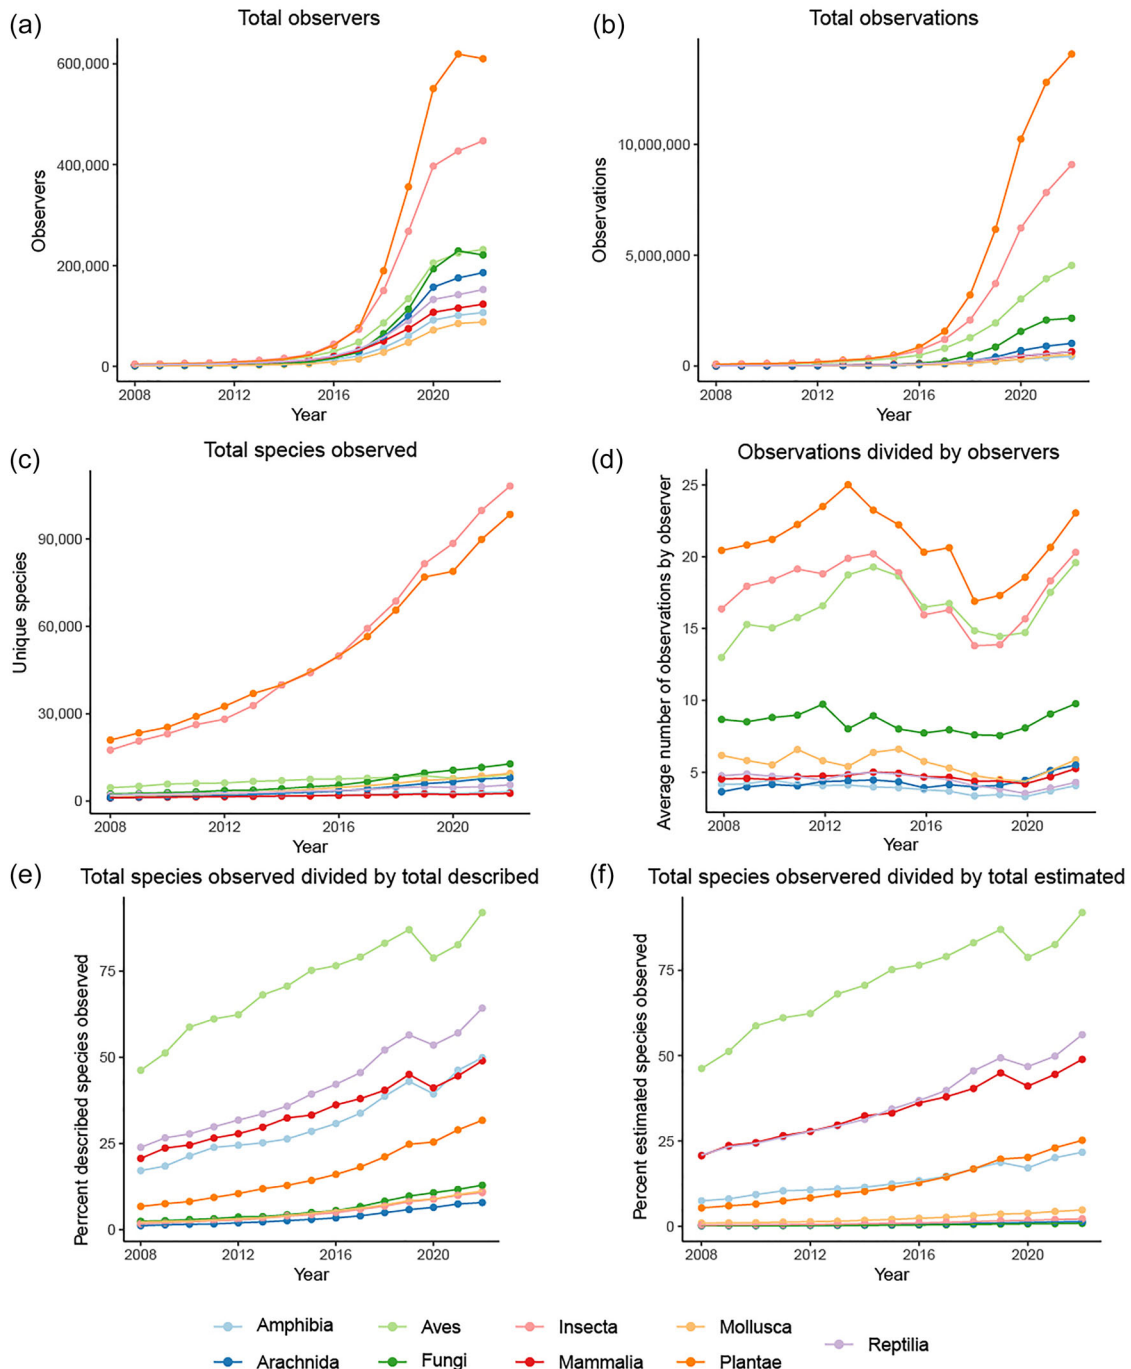 (a)
Total observers
600,000
400,000
200,000
0
Observers
2008
2012
2016
2020
Year
(b)
Total observations
10,000,000
5,000,000
0
Observations
2008
2012
2016
2020
Year
(c)
Total species observed
90,000
60,000
30,000
0
Unique species
2008
2012
2016
2020
Year
(d)
Observations divided by observers
25
20
15
10
5
Average number of observations by observer
2008
2012
2016
2020
Year
(e)
Total species observed divided by total described
75
50
25
0
Perrcent described species observed
2008
2012
2016
2020
Year
(f)
Total species observered divided by total estimated
75
50
25
0
Percent estimated species observed
2008
2012
2016
2020
Year
Amphibia
Aves
Insecta
Mollusca
Reptilia
Arachnida
Fungi
Mammalia
Plantae